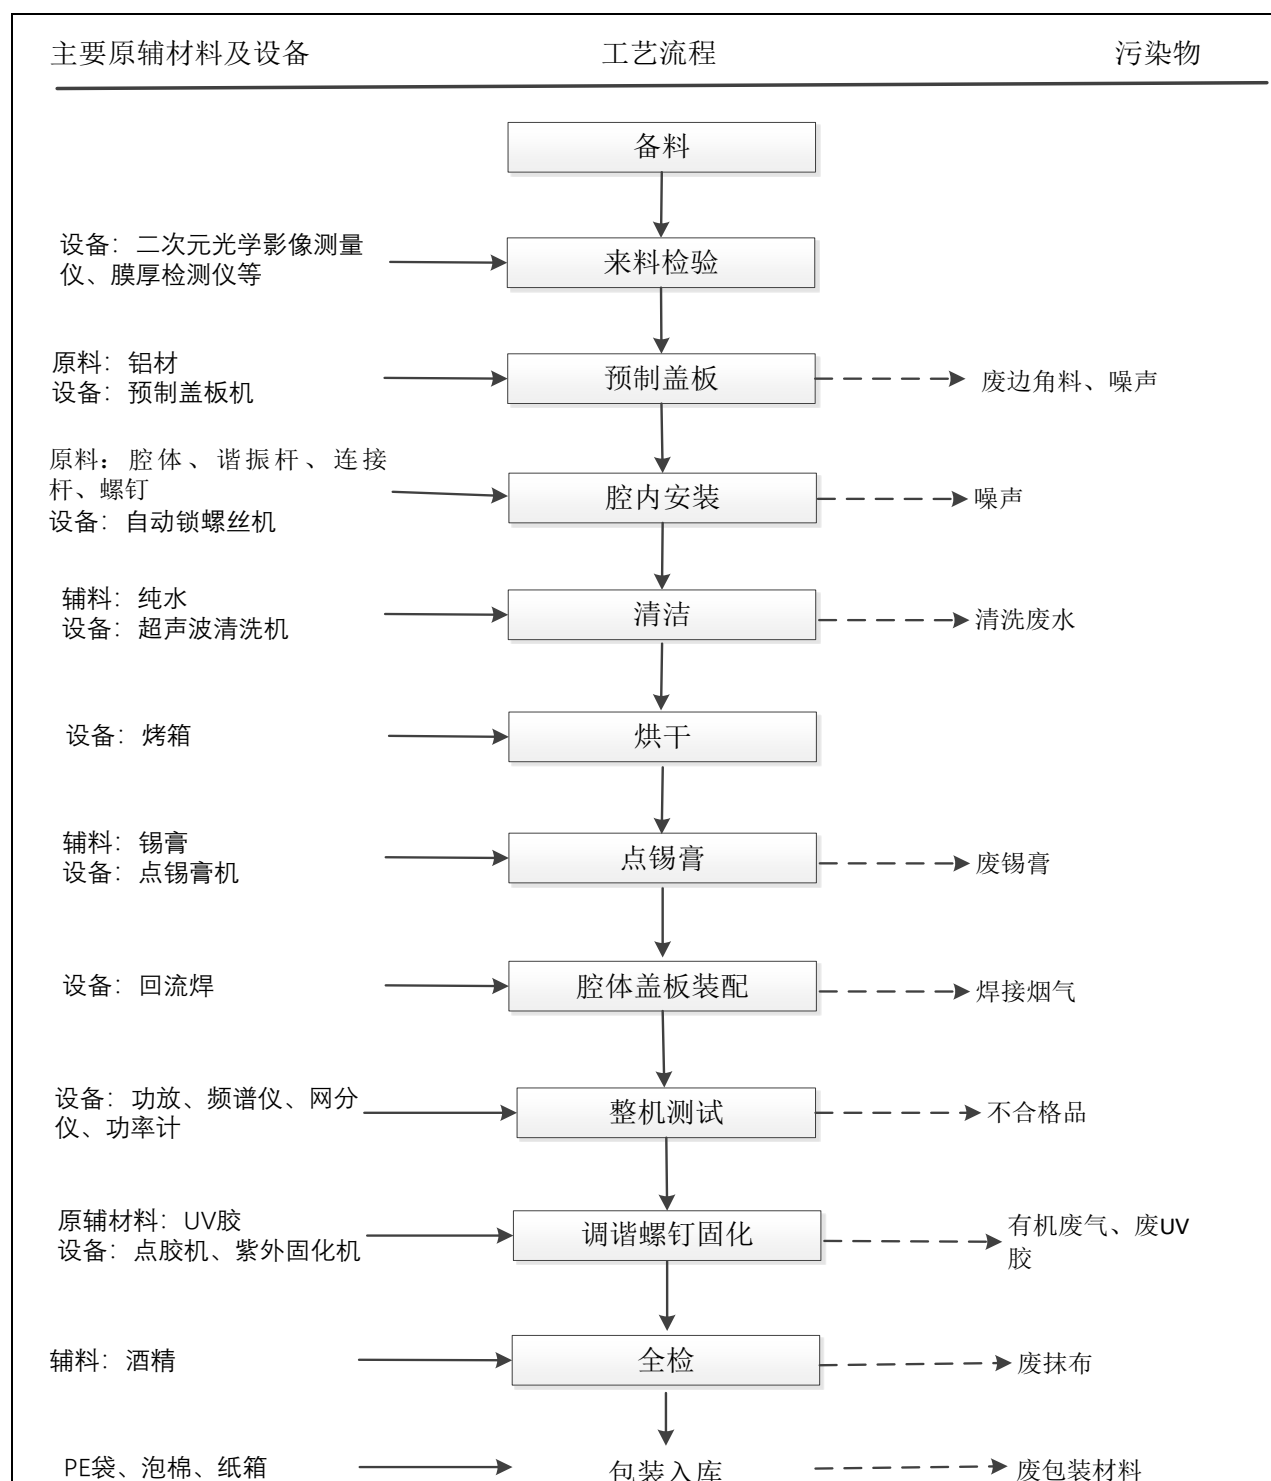 主要原辅材料及设备
工艺流程
污染物
备料
设备：二次元光学影像测量
仪、膜厚检测仪等
来料检验
原料：铝材
设备：预制盖板机
预制盖板
废边角料、噪声
原料：腔体、谐振杆、连接
杆、螺钉
设备：自动锁螺丝机
腔内安装
噪声
辅料：纯水
设备：超声波清洗机
清洁
清洗废水
设备：烤箱
烘干
辅料：锡膏
设备：点锡膏机
点锡膏
废锡膏
设备：回流焊
腔体盖板装配
焊接烟气
设备：功放、频谱仪、网分
仪、功率计
整机测试
不合格品
原辅材料：UV胶
设备：点胶机、紫外固化机
调谐螺钉固化
有机废气、废UV
胶
辅料：酒精
全检
废抹布
PE袋、泡棉、纸箱
包装入库
废包装材料